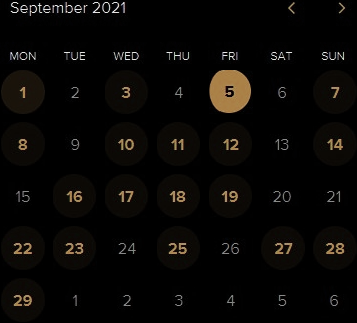 September 2021 < >
MON TUE WED THU FRI SAT SUN
1 2 3 4 5 6 7
8 9 10 11 12 13 14
15 16 17 18 19 20 21
22 23 24 25 26 27 28
29 1 2 3 4 5 6